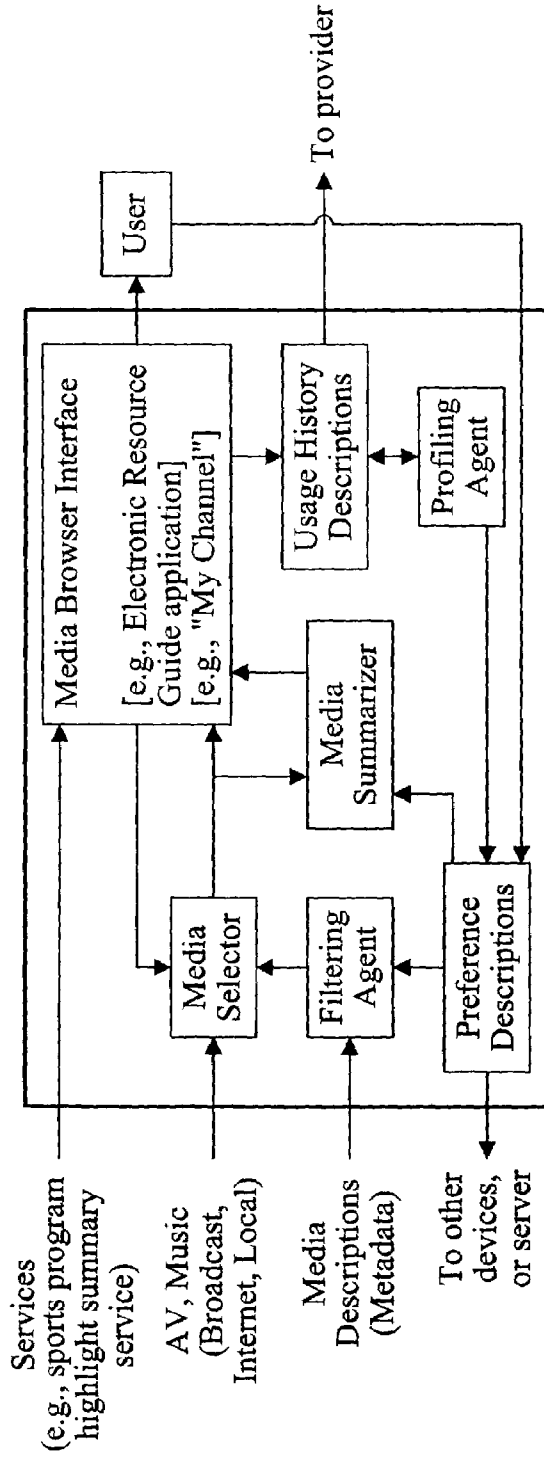 Services
(e.g., sports program
highlight summary
service)
AV, Music
(Broadcast,
Internet, Local)
Media
Descriptions
(Metadata)
To other
devices,
or server
Media Browser Interface
[e.g., Electronic Resource
Guide application]
[e.g., "My Channel"]
Media
Selector
Filtering
Agent
Preference
Descriptions
Media
Summarizer
Usage History
Descriptions
Profiling
Agent
User
To provider